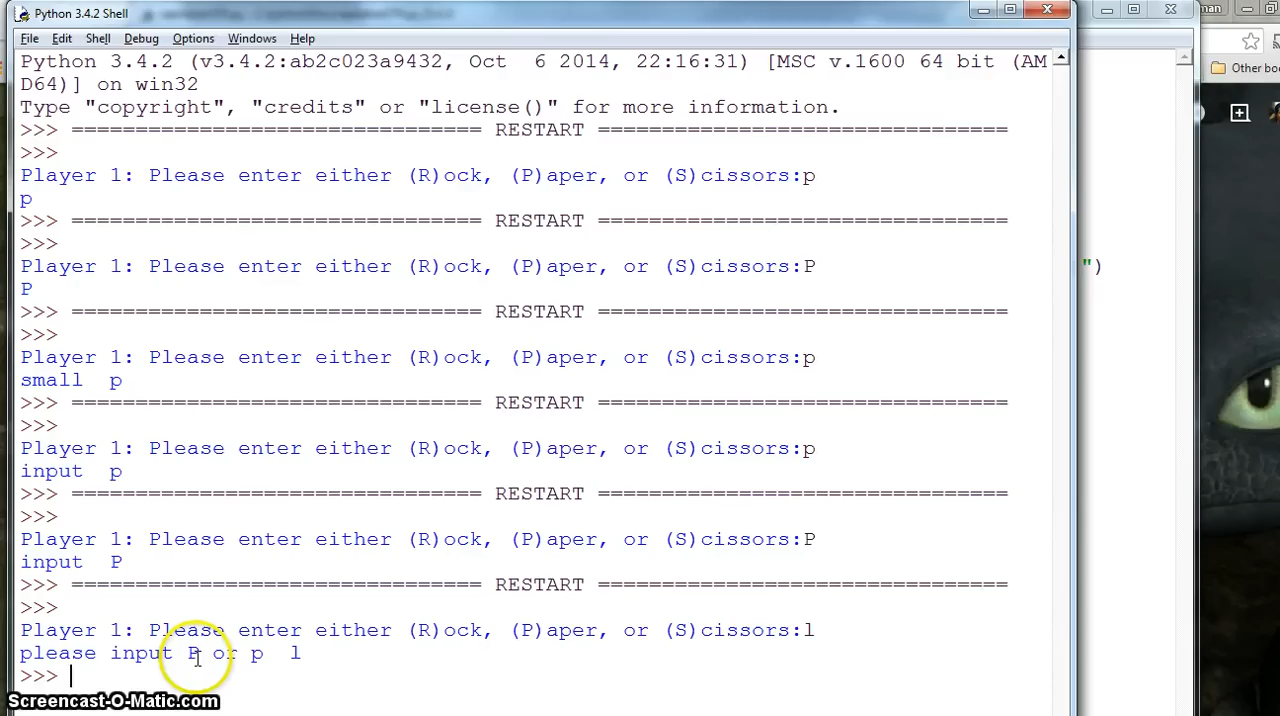 Python 3.4.2 Shell
File Edit Shell Debug Options Windows Help
Other boo
Python 3.4.2 (v3.4.2:ab2c023a9432, Oct  6 2014, 22:16:31) [MSC v.1600 64 bit (AM
D64)] on win32
Type "copyright", "credits" or "license()" for more information.
>>> ================================ RESTART ================================
>>>
Player 1: Please enter either (R)ock, (P)aper, or (S)cissors:p
p
>>> ================================ RESTART ================================
>>>
Player 1: Please enter either (R)ock, (P)aper, or (S)cissors:P
")
P
>>> ================================ RESTART ================================
>>>
Player 1: Please enter either (R)ock, (P)aper, or (S)cissors:p
small  p
>>> ================================ RESTART ================================
>>>
Player 1: Please enter either (R)ock, (P)aper, or (S)cissors:p
input  p
>>> ================================ RESTART ================================
>>>
Player 1: Please enter either (R)ock, (P)aper, or (S)cissors:P
input  P
>>> ================================ RESTART ================================
>>>
Player 1: Please enter either (R)ock, (P)aper, or (S)cissors:l
please input P or p  l
>>>
Screencast-O-Matic.com